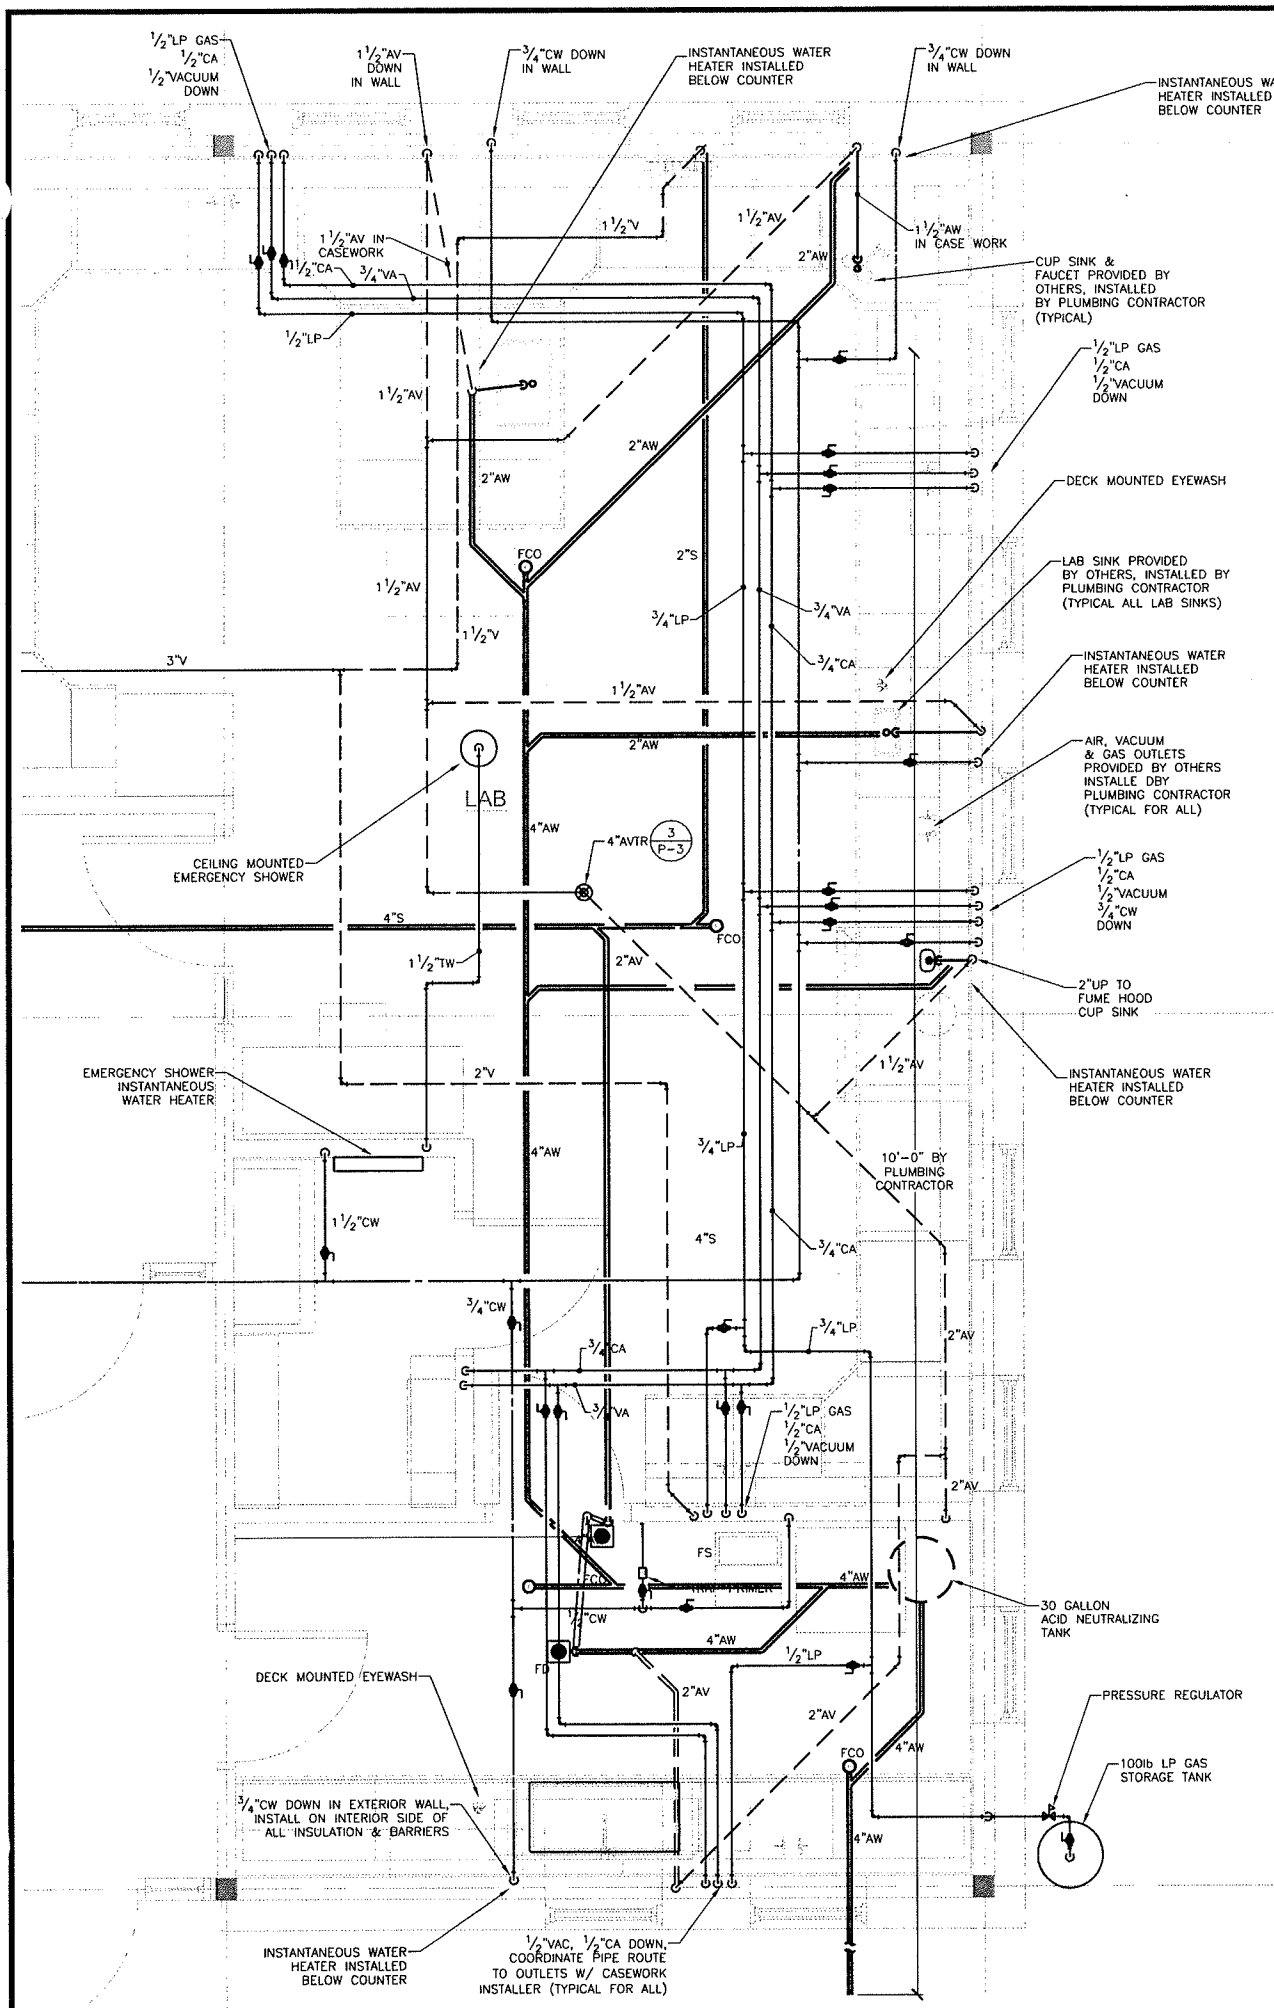 1/2"LP GAS
1/2"CA
1/2"VACUUM
DOWN
1 1/2"AV
DOWN
IN WALL
3/4"CW DOWN
IN WALL
INSTANTANEOUS WATER
HEATER INSTALLED
BELOW COUNTER
3/4"CW DOWN
IN WALL
INSTANTANEOUS WA
HEATER INSTALLED
BELOW COUNTER
1 1/2"AV IN
CASEWORK
1 1/2"V
1 1/2"AV
2"AW
1 1/2"AW
IN CASE WORK
1 1/2"CA
3/4"VA
1/2"LP
CUP SINK &
FAUCET PROVIDED BY
OTHERS, INSTALLED
BY PLUMBING CONTRACTOR
(TYPICAL)
1/2"LP GAS
1/2"CA
1/2"VACUUM
DOWN
1 1/2"AV
2"AW
2"AW
DECK MOUNTED EYEWASH
FCO
2"S
1 1/2"AV
LAB SINK PROVIDED
BY OTHERS, INSTALLED BY
PLUMBING CONTRACTOR
(TYPICAL ALL LAB SINKS)
3/4"LP
3/4"VA
1 1/2"V
3"V
3/4"CA
INSTANTANEOUS WATER
HEATER INSTALLED
BELOW COUNTER
1 1/2"AV
2"AW
AIR, VACUUM
& GAS OUTLETS
PROVIDED BY OTHERS
INSTALLE DBY
PLUMBING CONTRACTOR
(TYPICAL FOR ALL)
LAB
4"AW
4"AVTR
3
P-3
CEILING MOUNTED
EMERGENCY SHOWER
1/2"LP GAS
1/2"CA
1/2"VACUUM
3/4"CW
DOWN
4"S
FCO
2"AV
1 1/2"TW
2"UP TO
FUME HOOD
CUP SINK
EMERGENCY SHOWER
INSTANTANEOUS
WATER HEATER
2"V
1 1/2"AV
INSTANTANEOUS WATER
HEATER INSTALLED
BELOW COUNTER
4"AW
3/4"LP
10'-0" BY
PLUMBING
CONTRACTOR
1 1/2"CW
4"S
3/4"CA
3/4"CW
3/4"LP
2"AV
3/4"CA
3/4"VA
1/2"LP GAS
1/2"CA
1/2"VACUUM
DOWN
2"AV
FS
FCO
TRAP PRIMER
4"AW
1/2"CW
30 GALLON
ACID NEUTRALIZING
TANK
4"AW
1/2"LP
FD
DECK MOUNTED EYEWASH
2"AV
2"AV
PRESSURE REGULATOR
FCO
4"AW
100lb LP GAS
STORAGE TANK
3/4"CW DOWN IN EXTERIOR WALL,
INSTALL ON INTERIOR SIDE OF
ALL INSULATION & BARRIERS
4"AW
INSTANTANEOUS WATER
HEATER INSTALLED
BELOW COUNTER
1/2"VAC, 1/2"CA DOWN,
COORDINATE PIPE ROUTE
TO OUTLETS W/ CASEWORK
INSTALLER (TYPICAL FOR ALL)